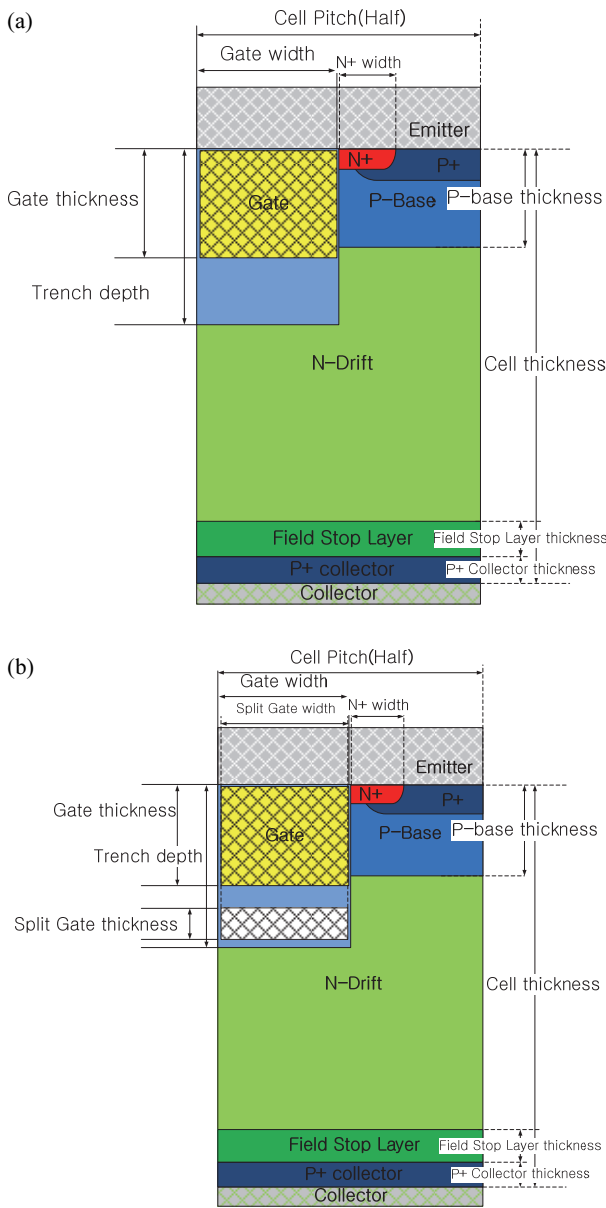 (a)
Cell Pitch(Half)
Gate width
N+ width
Emitter
N+
P+
Gate thickness
Gate
P-Base
P-base thickness
Trench depth
N-Drift
Cell thickness
Field Stop Layer
Field Stop Layer thickness
P+ collector
P+ Collector thickness
Collector
(b)
Cell Pitch(Half)
Gate width
Split Gate width
N+ width
Emitter
N+
P+
Gate thickness
Gate
P-Base
P-base thickness
Trench depth
Split Gate thickness
N-Drift
Cell thickness
Field Stop Layer
Field Stop Layer thickness
P+ collector
P+ Collector thickness
Collector